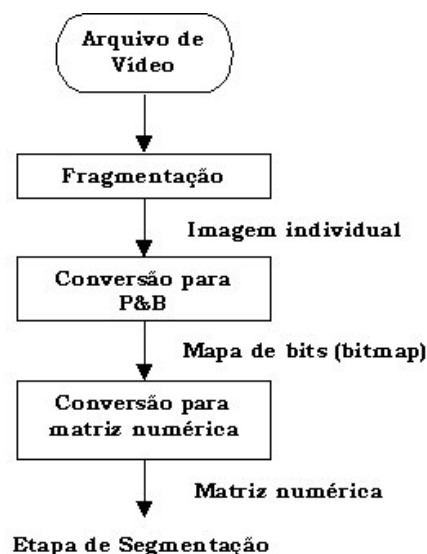 Arquivo de
Vídeo
Fragmentação
Imagem individual
Conversão para
P&B
Mapa de bits (bitmap)
Conversão para
matriz numérica
Matriz numérica
Etapa de Segmentação